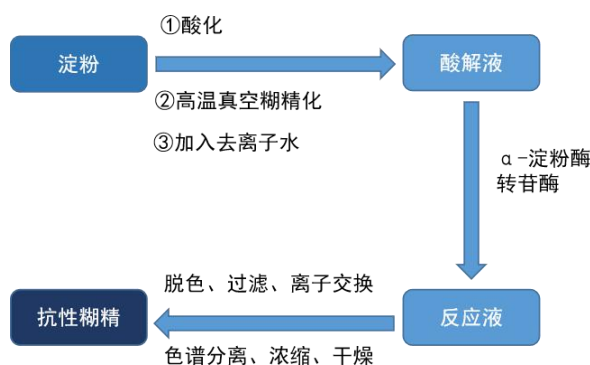 ①酸化
淀粉
酸解液
②高温真空糊精化
③加入去离子水
α-淀粉酶
转苷酶
脱色、过滤、离子交换
抗性糊精
反应液
色谱分离、浓缩、干燥